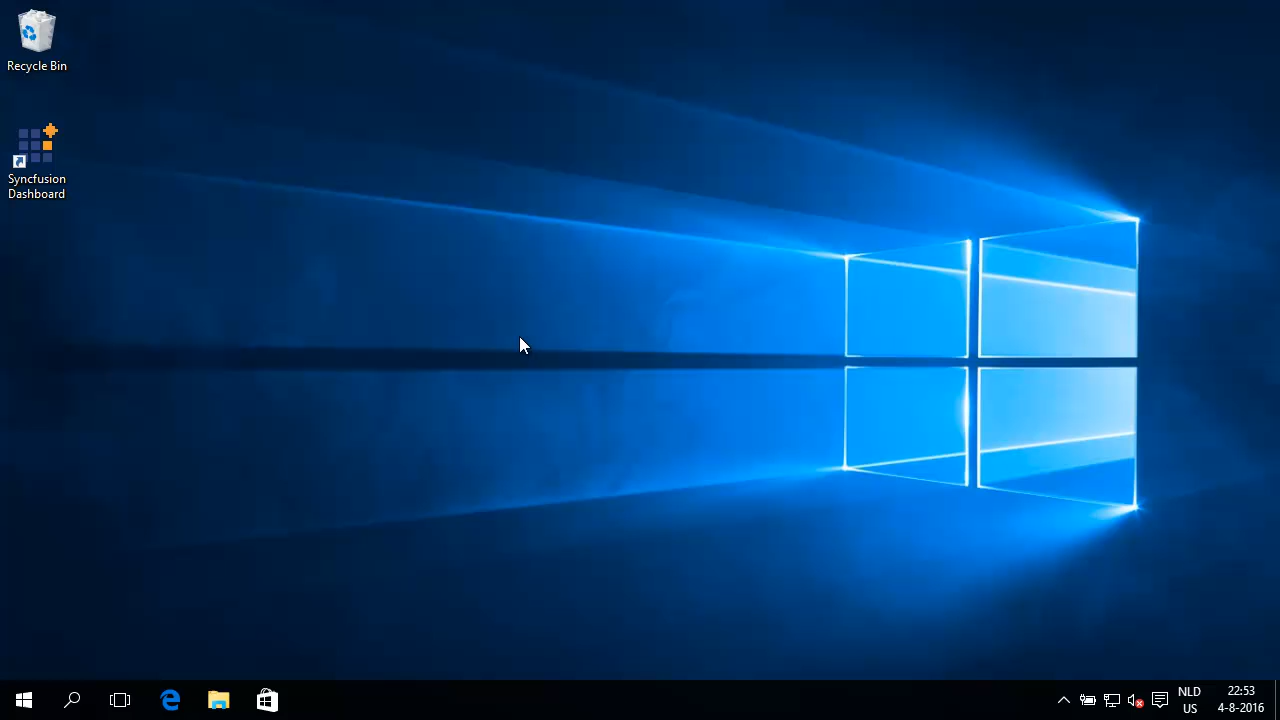 Recycle Bin
Syncfusion
Dashboard
NLD
US
22:53
4-8-2016